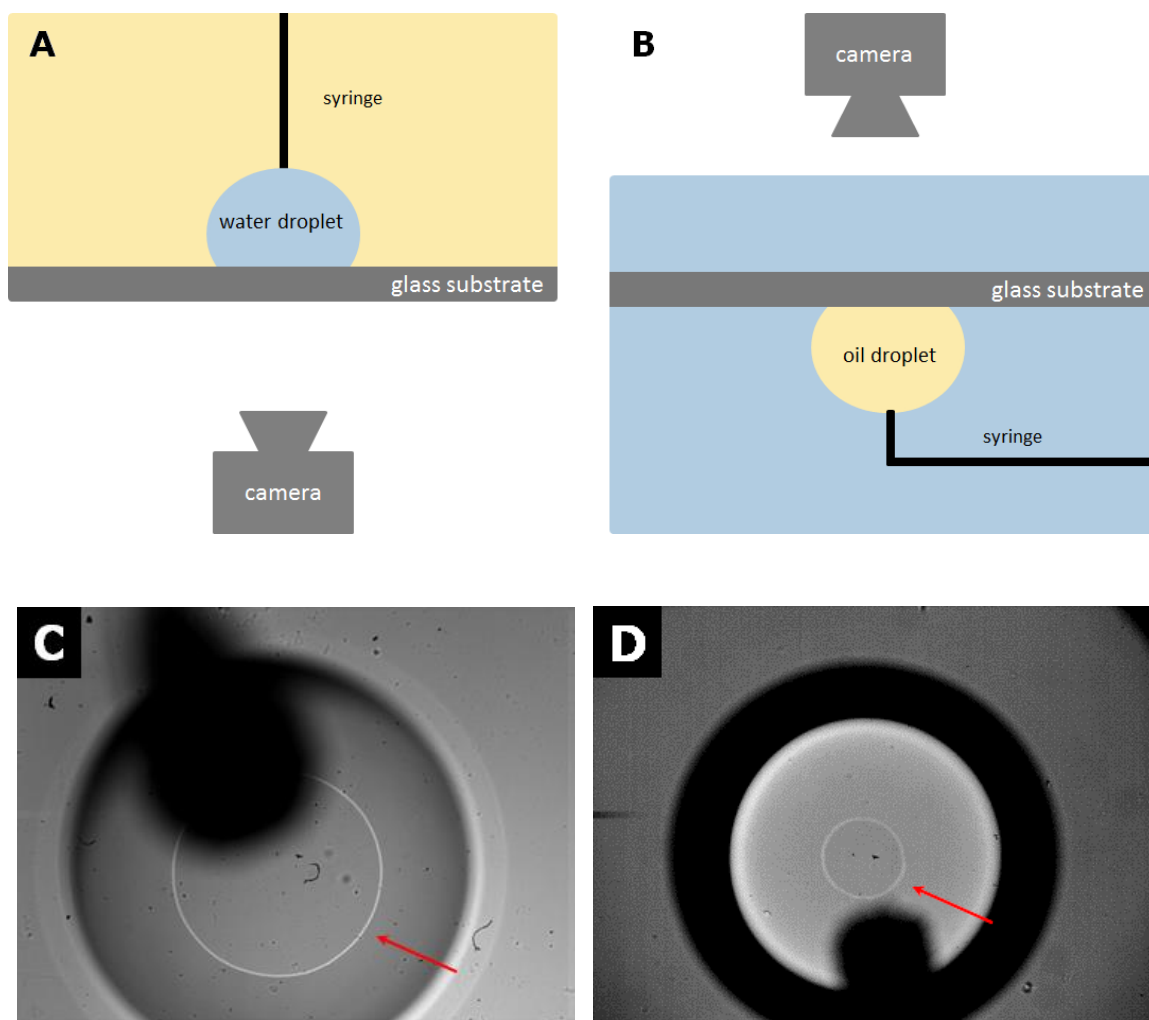 A
syringe
water droplet
glass substrate
camera
B
camera
glass substrate
oil droplet
syringe
C
D